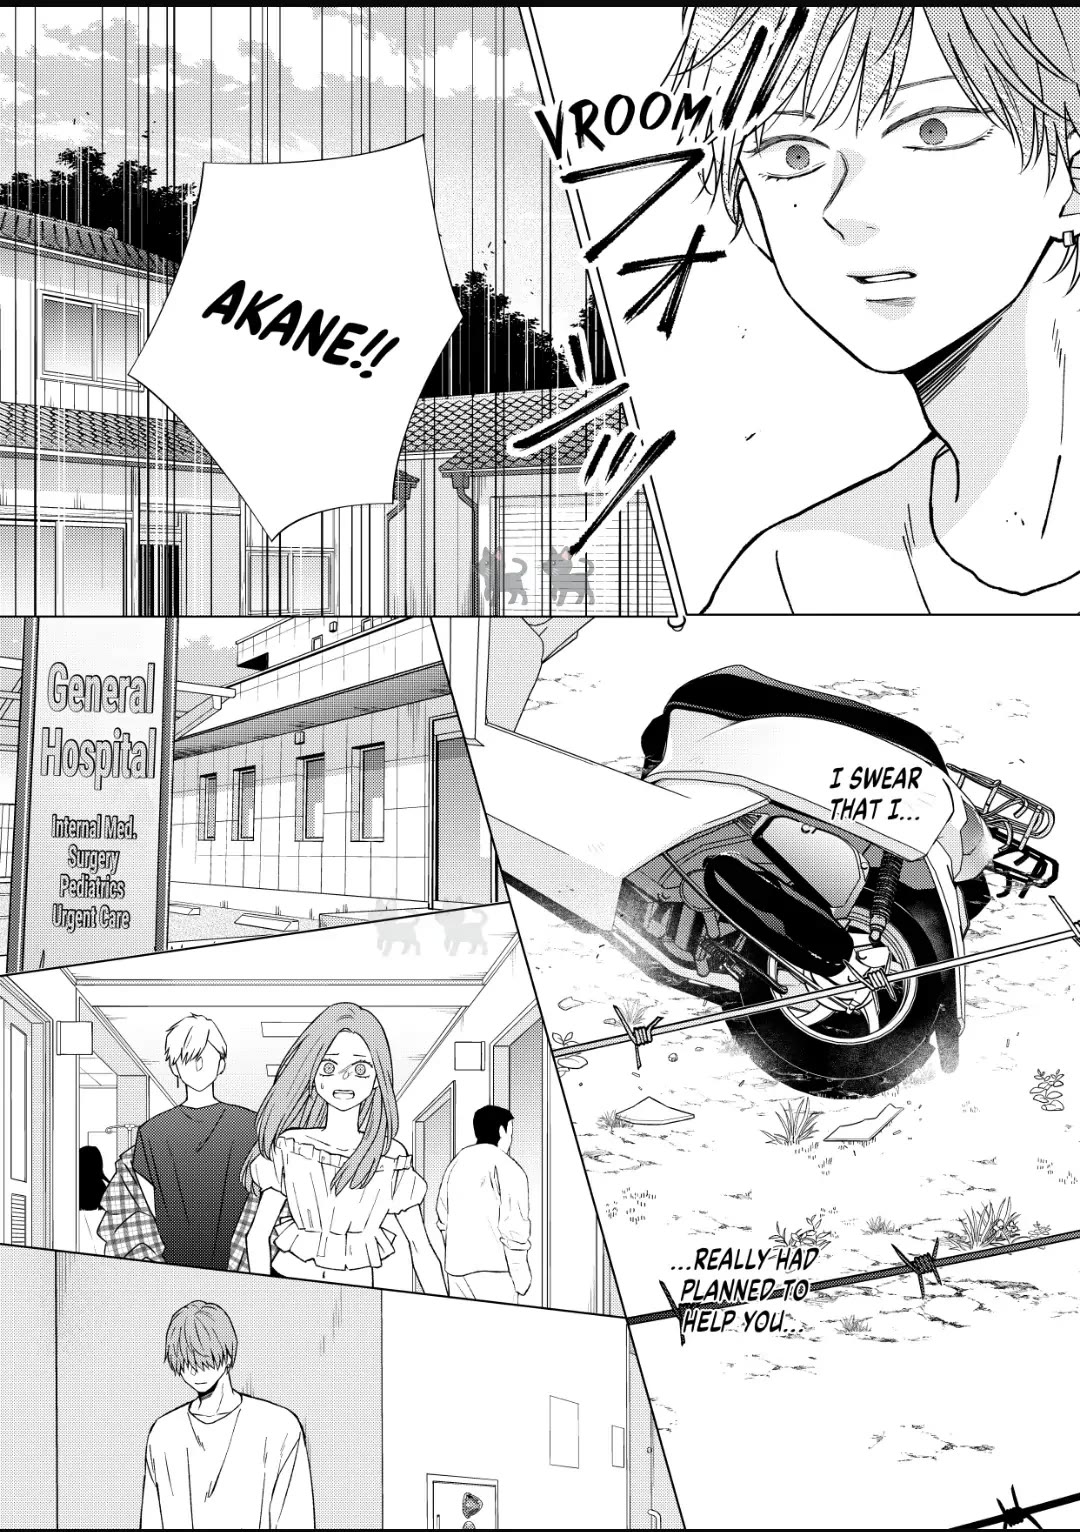 VROOM!!
フォンッ
AKANE!!
I SWEAR
THAT I...
...REALLY HAD
PLANNED TO
HELP YOU...
General
Hospital
Internal Med.
Surgery
Pediatrics
Urgent Care